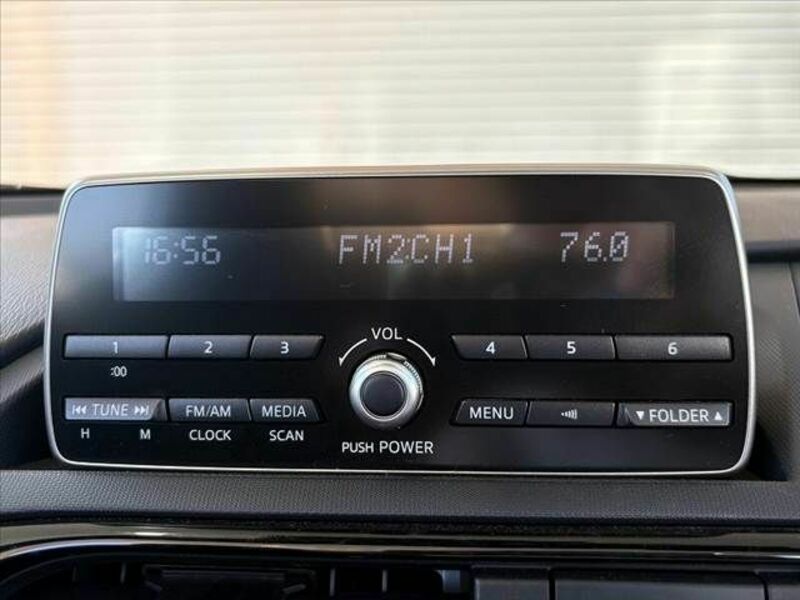 16:56 FM2CH1 76.0
VOL
1 2 3 4 5 6
:00
⏮ TUNE ⏭ FM/AM MEDIA MENU ▼ FOLDER ▲
H M CLOCK SCAN
PUSH POWER